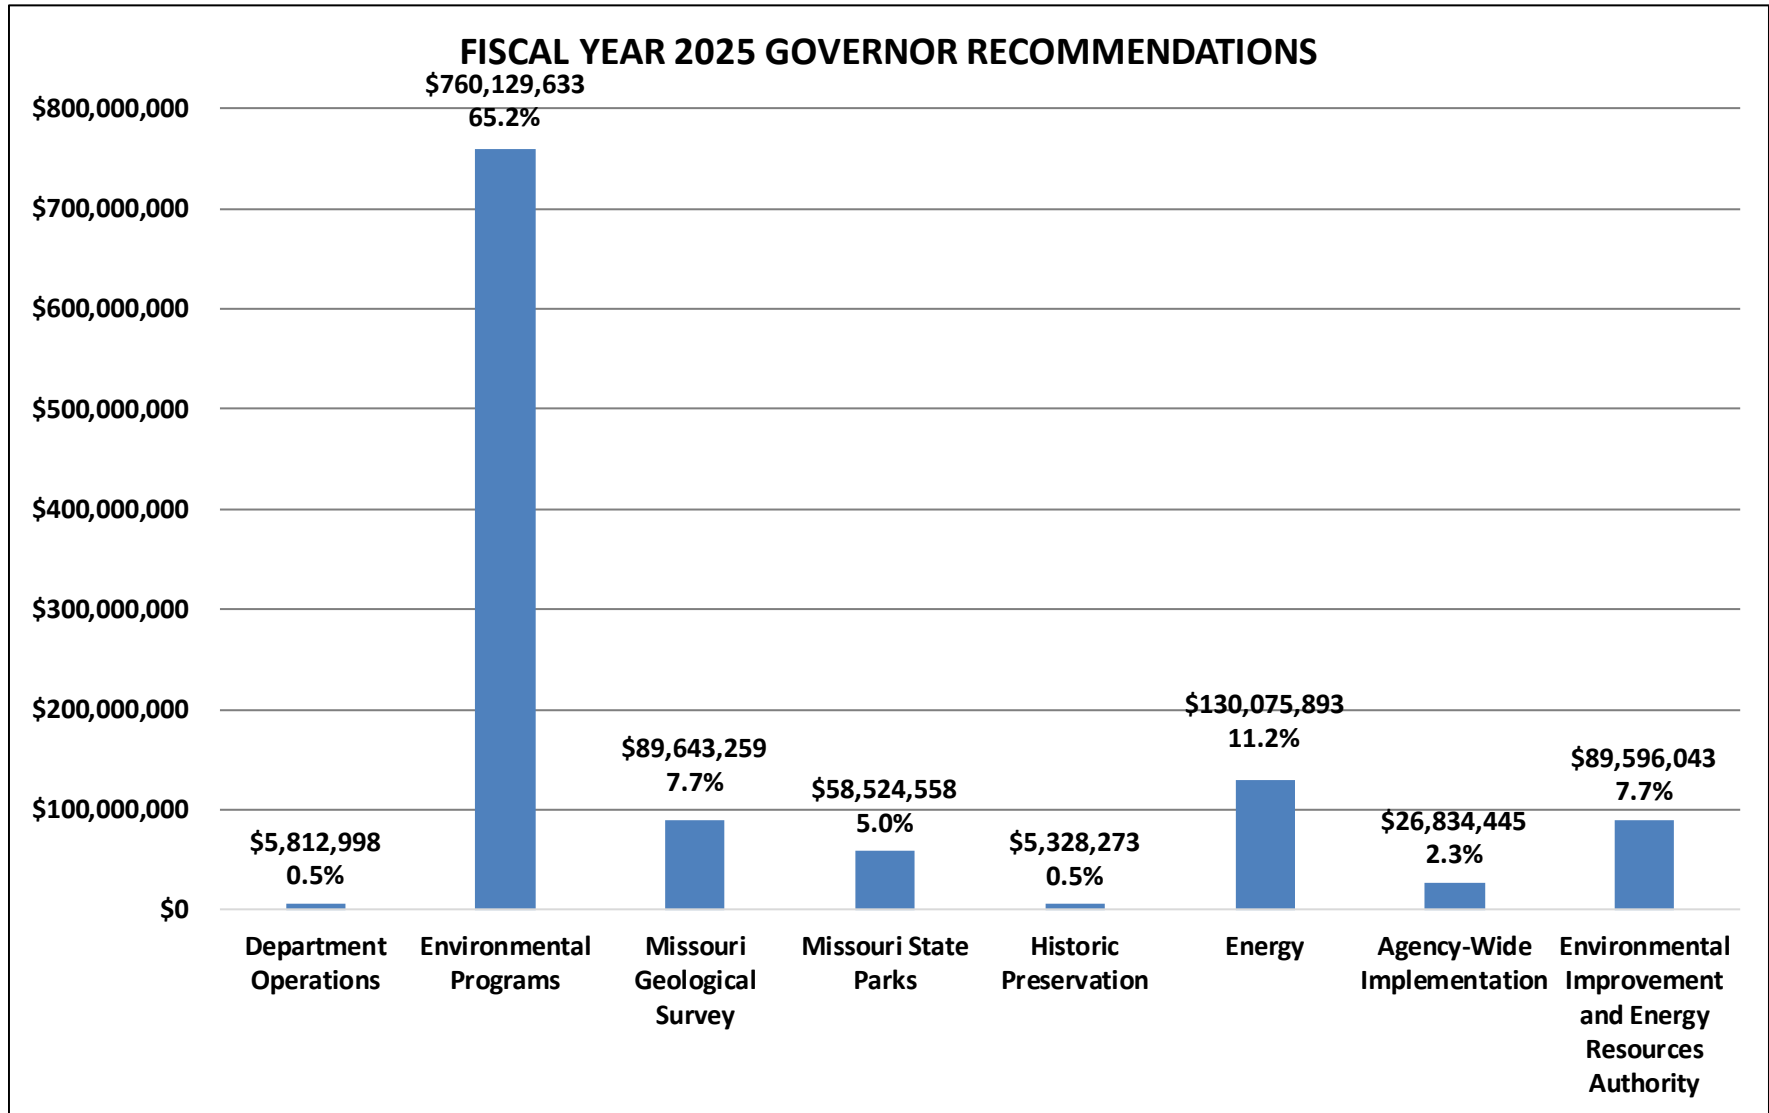 FISCAL YEAR 2025 GOVERNOR RECOMMENDATIONS
$800,000,000
$700,000,000
$600,000,000
$500,000,000
$400,000,000
$300,000,000
$200,000,000
$100,000,000
$0
$5,812,998
0.5%
$760,129,633
65.2%
$89,643,259
7.7%
$58,524,558
5.0%
$5,328,273
0.5%
$130,075,893
11.2%
$26,834,445
2.3%
$89,596,043
7.7%
Department
Operations
Environmental
Programs
Missouri
Geological
Survey
Missouri State
Parks
Historic
Preservation
Energy
Agency-Wide
Implementation
Environmental
Improvement
and Energy
Resources
Authority